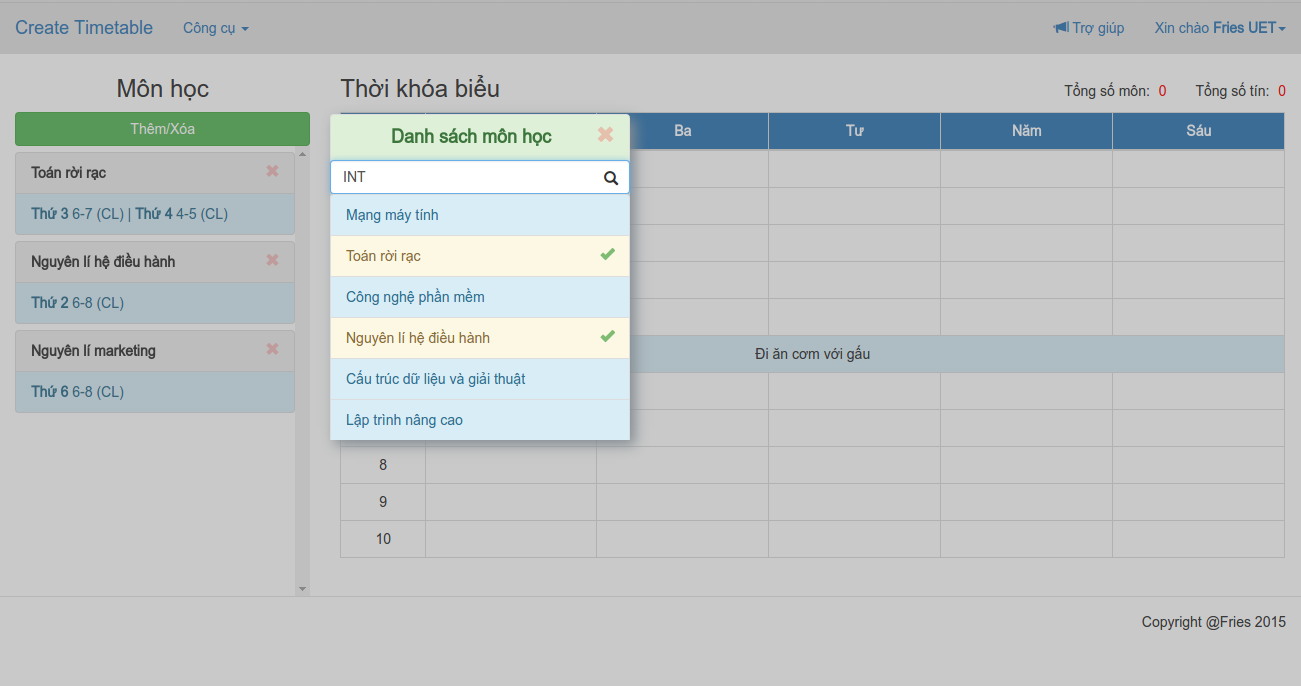 Create Timetable Công cụ Trợ giúp Xin chào Fries UET
Môn học
Thêm/Xóa
Toán rời rạc
Thứ 3 6-7 (CL) | Thứ 4 4-5 (CL)
Nguyên lí hệ điều hành
Thứ 2 6-8 (CL)
Nguyên lí marketing
Thứ 6 6-8 (CL)
Thời khóa biểu
Tổng số môn: 0 Tổng số tín: 0
Danh sách môn học
INT
Mạng máy tính
Toán rời rạc
Công nghệ phần mềm
Nguyên lí hệ điều hành
Cấu trúc dữ liệu và giải thuật
Lập trình nâng cao
Ba Tư Năm Sáu
Đi ăn cơm với gấu
8
9
10
Copyright @Fries 2015